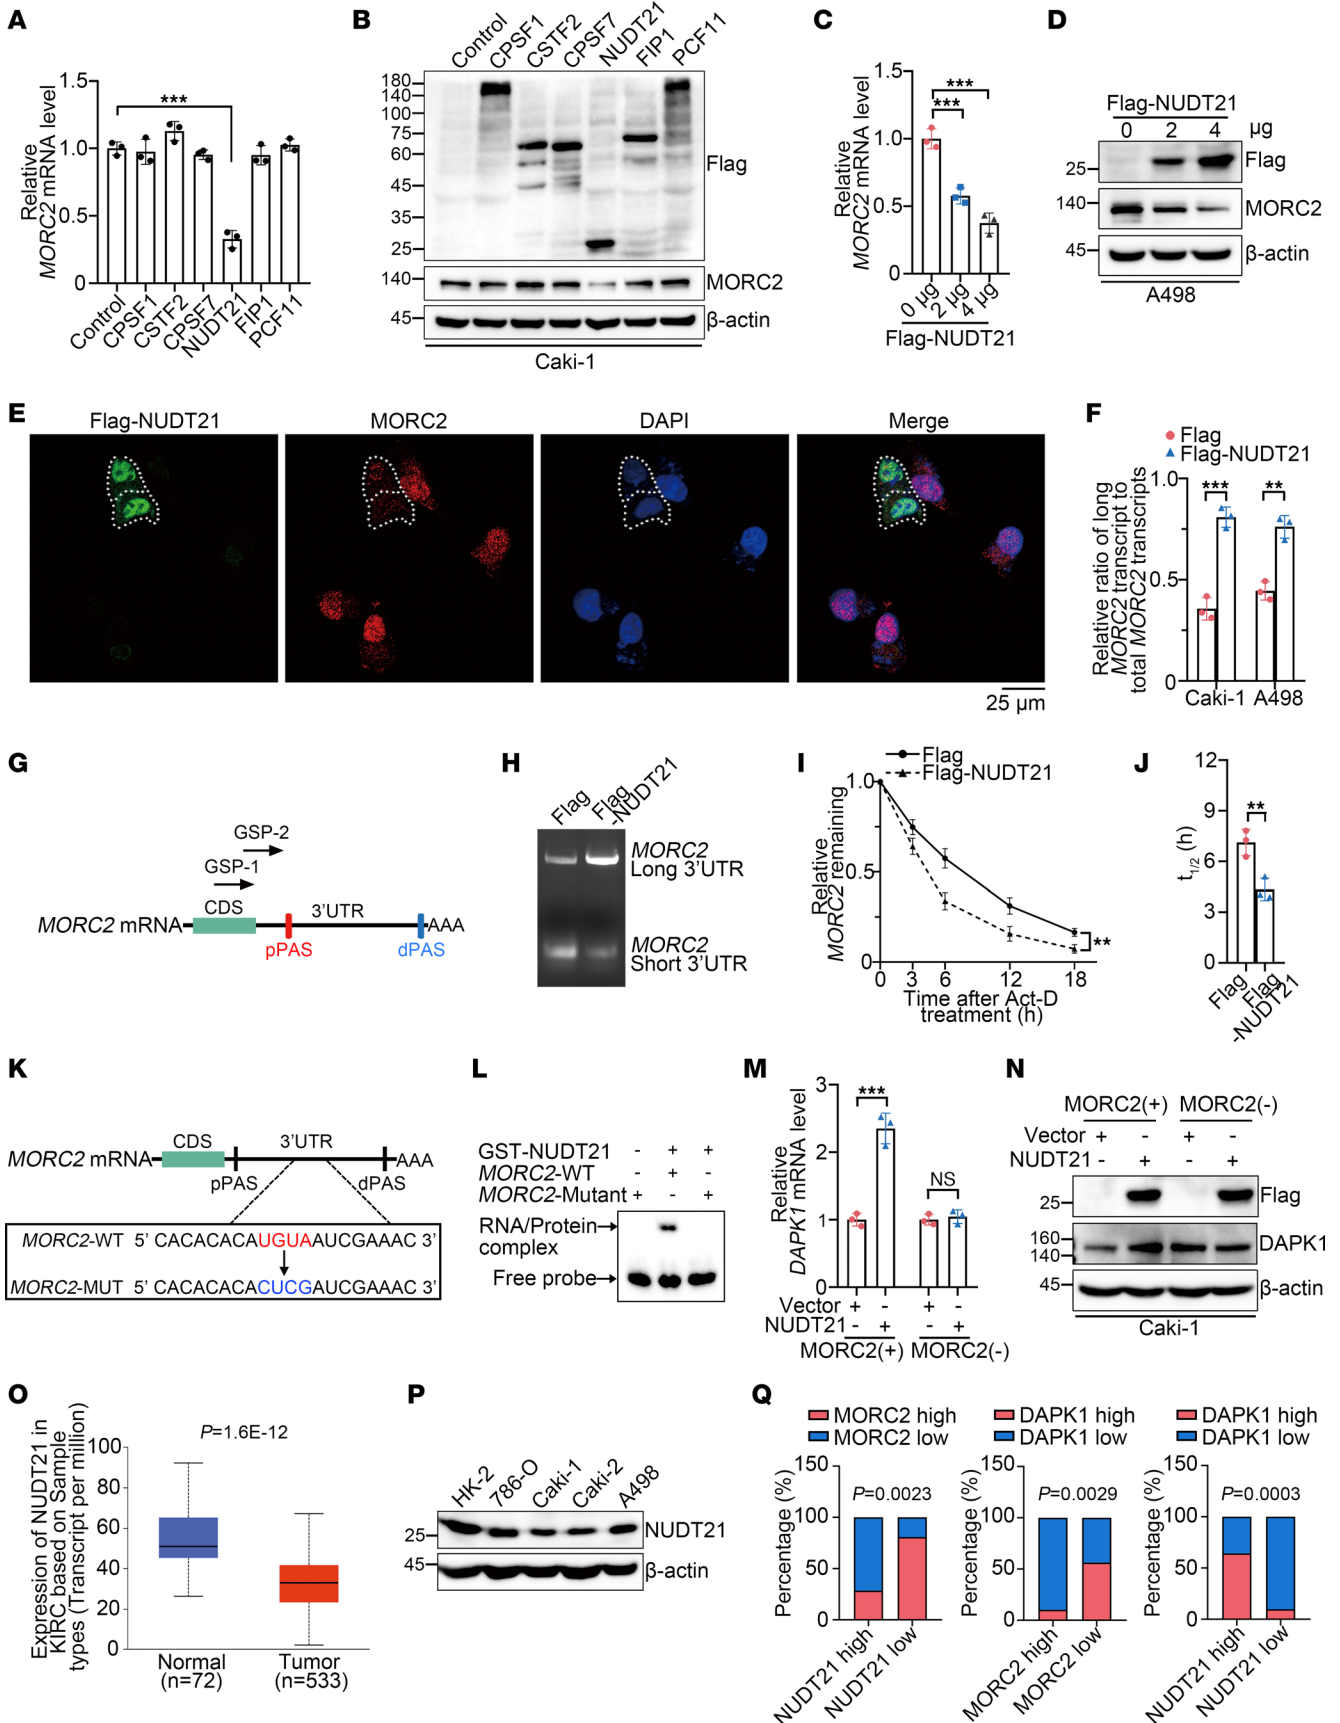 A
Relative
MORC2 mRNA level
1.5
1.0
0.5
0
***
Control
CPSF1
CSTF2
CPSF7
NUDT21
FIP1
PCF11
B
Control
CPSF1
CSTF2
CPSF7
NUDT21
FIP1
PCF11
180
140
100
75
60
45
35
25
Flag
140
MORC2
45
β-actin
Caki-1
C
Relative
MORC2 mRNA level
1.5
1.0
0.5
0
***
***
0 µg
2 µg
4 µg
Flag-NUDT21
D
Flag-NUDT21
0 2 4 µg
25
Flag
140
MORC2
45
β-actin
A498
E
Flag-NUDT21
MORC2
DAPI
Merge
25 µm
F
Flag
Flag-NUDT21
Relative ratio of long
MORC2 transcript to
total MORC2 transcripts
1.0
0.5
0
***
**
Caki-1 A498
G
GSP-2
GSP-1
CDS
3'UTR
MORC2 mRNA
AAA
pPAS
dPAS
H
Flag
Flag
-NUDT21
MORC2
Long 3'UTR
MORC2
Short 3'UTR
I
Flag
Flag-NUDT21
Relative
MORC2 remaining
1.0
0.5
0
**
0 3 6 12 18
Time after Act-D
treatment (h)
J
t1/2 (h)
12
9
6
3
0
**
Flag
Flag
-NUDT21
K
CDS
3'UTR
MORC2 mRNA
AAA
pPAS
dPAS
MORC2-WT 5' CACACACAUGUAAUCGAAAC 3'
MORC2-MUT 5' CACACACACUCGAUCGAAAC 3'
L
GST-NUDT21 - + +
MORC2-WT - + -
MORC2-Mutant + - +
RNA/Protein
complex
Free probe
M
Relative
DAPK1 mRNA level
3
2
1
0
***
NS
Vector + - + -
NUDT21 - + - +
MORC2(+) MORC2(-)
N
MORC2(+) MORC2(-)
Vector + - + -
NUDT21 - + - +
25
Flag
160
140
DAPK1
45
β-actin
Caki-1
O
Expression of NUDT21 in
KIRC based on Sample
types (Transcript per million)
P=1.6E-12
100
80
60
40
20
0
Normal
(n=72)
Tumor
(n=533)
P
HK-2
786-O
Caki-1
Caki-2
A498
25
NUDT21
45
β-actin
Q
MORC2 high
MORC2 low
Percentage (%)
150
100
50
0
P=0.0023
NUDT21 high
NUDT21 low
DAPK1 high
DAPK1 low
Percentage (%)
150
100
50
0
P=0.0029
MORC2 high
MORC2 low
DAPK1 high
DAPK1 low
Percentage (%)
150
100
50
0
P=0.0003
NUDT21 high
NUDT21 low